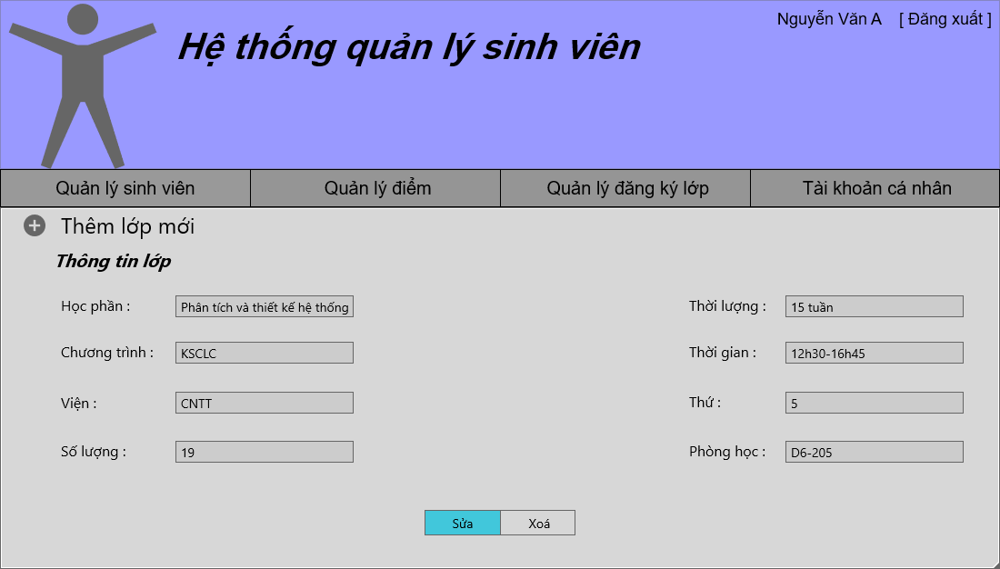 Nguyễn Văn A [ Đăng xuất ]
Hệ thống quản lý sinh viên
Quản lý sinh viên
Quản lý điểm
Quản lý đăng ký lớp
Tài khoản cá nhân
Thêm lớp mới
Thông tin lớp
Học phần : Phân tích và thiết kế hệ thống
Thời lượng : 15 tuần
Chương trình : KSCLC
Thời gian : 12h30-16h45
Viện : CNTT
Thứ : 5
Số lượng : 19
Phòng học : D6-205
Sửa
Xoá